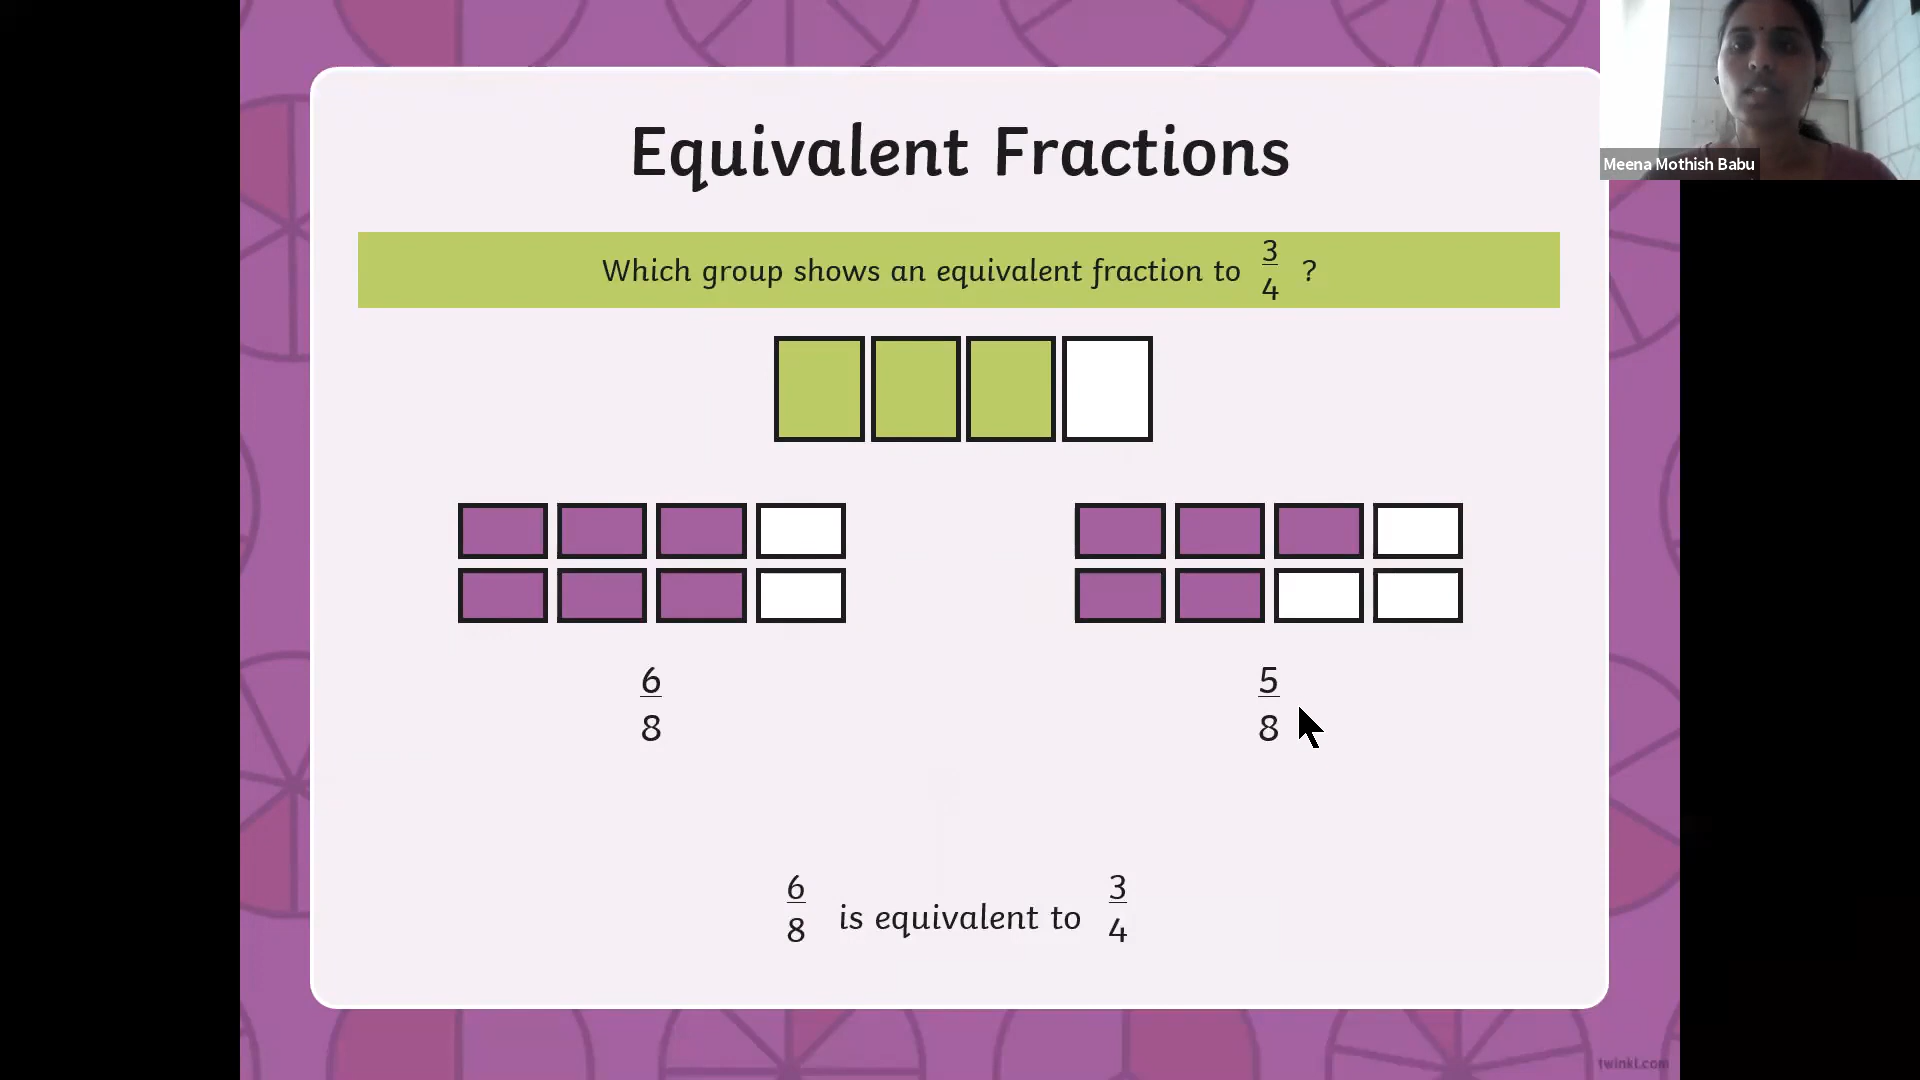 Equivalent Fractions
Meena Mothish Babu
Which group shows an equivalent fraction to 3/4 ?
6/8
5/8
6/8 is equivalent to 3/4
twinkl.com